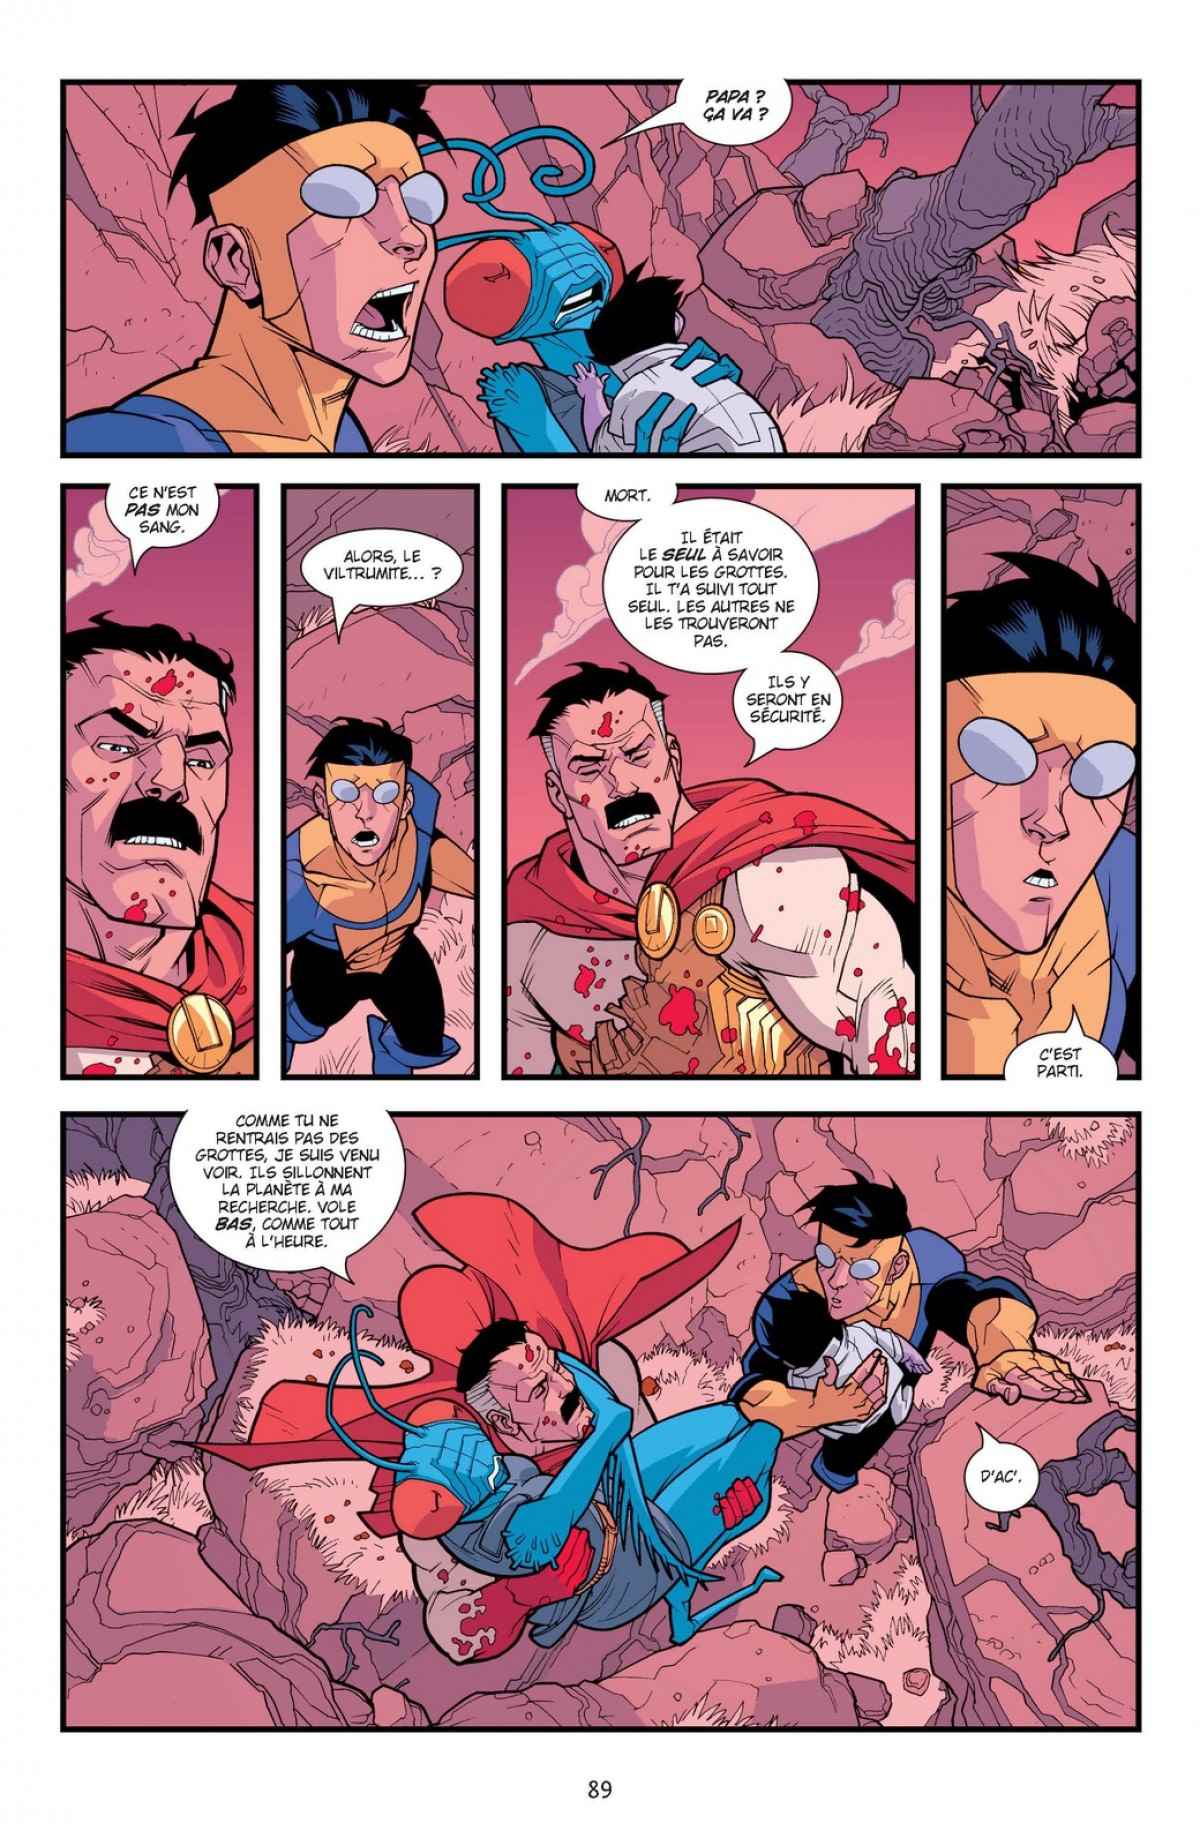 PAPA ?
ÇA VA ?
CE N'EST
PAS MON
SANG.
ALORS, LE
VILTRUMITE... ?
MORT.
IL ÉTAIT
LE SEUL À SAVOIR
POUR LES GROTTES.
IL T'A SUIVI TOUT
SEUL. LES AUTRES NE
LES TROUVERONT
PAS.
ILS Y
SERONT EN
SÉCURITÉ.
C'EST
PARTI.
COMME TU NE
RENTRAIS PAS DES
GROTTES, JE SUIS VENU
VOIR. ILS SILLONNENT
LA PLANÈTE À MA
RECHERCHE. VOLE
BAS, COMME TOUT
À L'HEURE.
D'AC'.
89